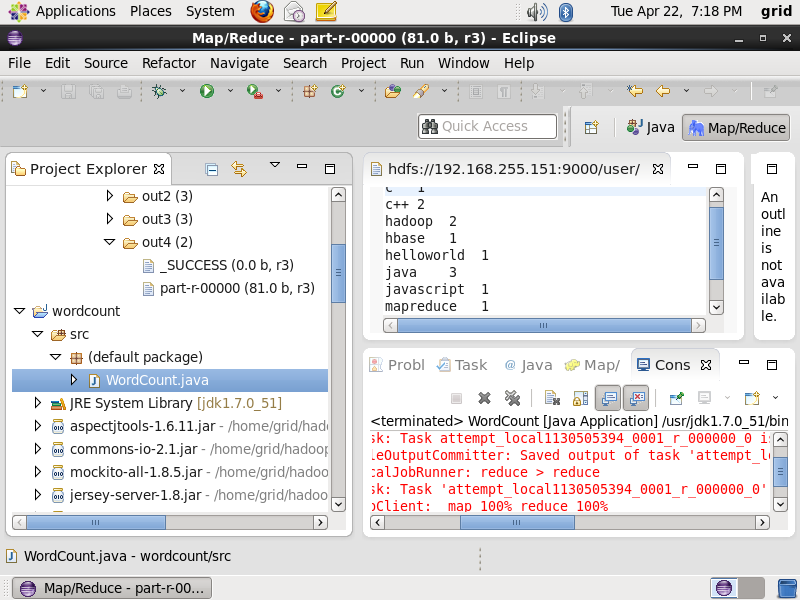 Applications Places System Tue Apr 22, 7:18 PM grid
Map/Reduce - part-r-00000 (81.0 b, r3) - Eclipse
File Edit Source Refactor Navigate Search Project Run Window Help
Quick Access Java Map/Reduce
Project Explorer
out2 (3)
out3 (3)
out4 (2)
_SUCCESS (0.0 b, r3)
part-r-00000 (81.0 b, r3)
wordcount
src
(default package)
WordCount.java
JRE System Library [jdk1.7.0_51]
aspectjtools-1.6.11.jar - /home/grid/hadoop
commons-io-2.1.jar - /home/grid/hadoop
mockito-all-1.8.5.jar - /home/grid/hadoo
jersey-server-1.8.jar - /home/grid/hadoo
hdfs://192.168.255.151:9000/user/
c 1
c++ 2
hadoop 2
hbase 1
helloworld 1
java 3
javascript 1
mapreduce 1
An
outl
ine
is
not
ava
ilab
le.
Probl Task Java Map/ Cons
<terminated> WordCount [Java Application] /usr/jdk1.7.0_51/bin
sk: Task attempt_local1130505394_0001_r_000000_0 i
leOutputCommitter: Saved output of task 'attempt_l
calJobRunner: reduce > reduce
sk: Task 'attempt_local1130505394_0001_r_000000_0'
oClient: map 100% reduce 100%
WordCount.java - wordcount/src
Map/Reduce - part-r-00...